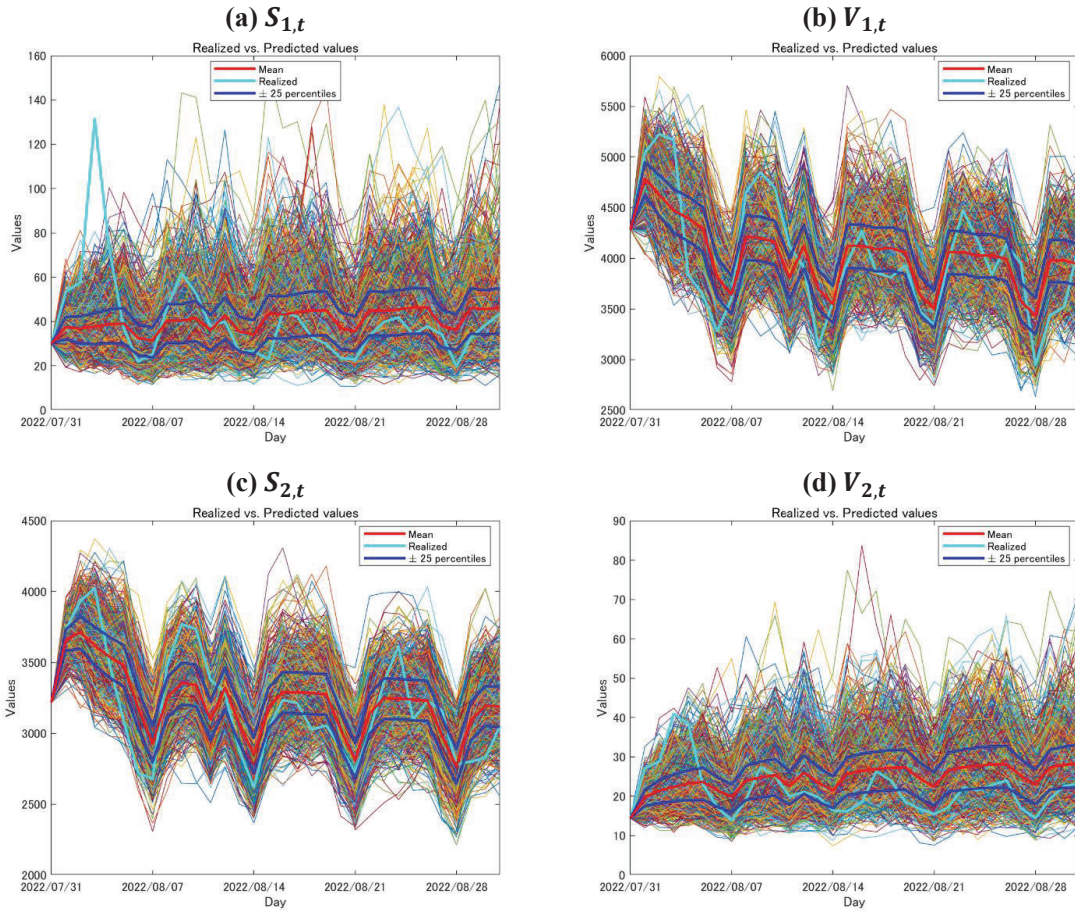 (a) S1,t
Realized vs. Predicted values
Mean
Realized
± 25 percentiles
Values
160
140
120
100
80
60
40
20
0
2022/07/31 2022/08/07 2022/08/14 2022/08/21 2022/08/28
Day
(b) V1,t
Realized vs. Predicted values
Mean
Realized
± 25 percentiles
Values
6000
5500
5000
4500
4000
3500
3000
2500
2022/07/31 2022/08/07 2022/08/14 2022/08/21 2022/08/28
Day
(c) S2,t
Realized vs. Predicted values
Mean
Realized
± 25 percentiles
Values
4500
4000
3500
3000
2500
2000
2022/07/31 2022/08/07 2022/08/14 2022/08/21 2022/08/28
Day
(d) V2,t
Realized vs. Predicted values
Mean
Realized
± 25 percentiles
Values
90
80
70
60
50
40
30
20
10
0
2022/07/31 2022/08/07 2022/08/14 2022/08/21 2022/08/28
Day